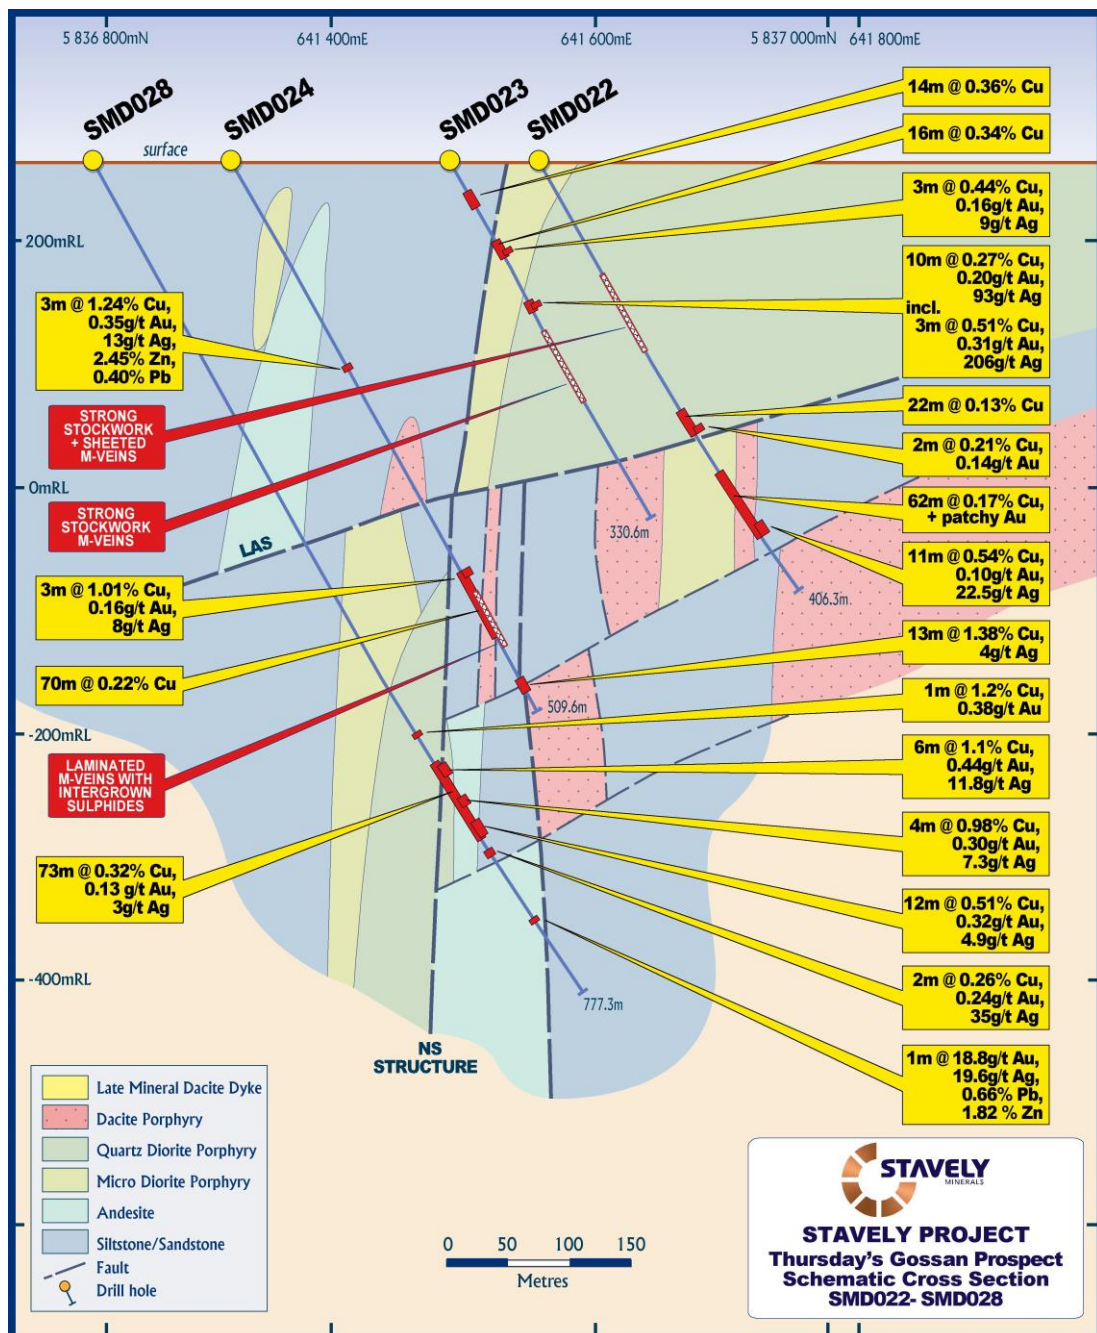 5 836 800mN
641 400mE
641 600mE
5 837 000mN
641 800mE
SMD028
SMD024
SMD023
SMD022
surface
200mRL
0mRL
-200mRL
-400mRL
14m @ 0.36% Cu
16m @ 0.34% Cu
3m @ 0.44% Cu,
0.16g/t Au,
9g/t Ag
10m @ 0.27% Cu,
0.20g/t Au,
93g/t Ag
incl.
3m @ 0.51% Cu,
0.31g/t Au,
206g/t Ag
22m @ 0.13% Cu
2m @ 0.21% Cu,
0.14g/t Au
62m @ 0.17% Cu,
+ patchy Au
11m @ 0.54% Cu,
0.10g/t Au,
22.5g/t Ag
13m @ 1.38% Cu,
4g/t Ag
1m @ 1.2% Cu,
0.38g/t Au
6m @ 1.1% Cu,
0.44g/t Au,
11.8g/t Ag
4m @ 0.98% Cu,
0.30g/t Au,
7.3g/t Ag
12m @ 0.51% Cu,
0.32g/t Au,
4.9g/t Ag
2m @ 0.26% Cu,
0.24g/t Au,
35g/t Ag
1m @ 18.8g/t Au,
19.6g/t Ag,
0.66% Pb,
1.82 % Zn
3m @ 1.24% Cu,
0.35g/t Au,
13g/t Ag,
2.45% Zn,
0.40% Pb
STRONG
STOCKWORK
+ SHEETED
M-VEINS
STRONG
STOCKWORK
M-VEINS
LAS
3m @ 1.01% Cu,
0.16g/t Au,
8g/t Ag
70m @ 0.22% Cu
LAMINATED
M-VEINS WITH
INTERGROWN
SULPHIDES
73m @ 0.32% Cu,
0.13 g/t Au,
3g/t Ag
330.6m
406.3m
509.6m
777.3m
NS
STRUCTURE
Late Mineral Dacite Dyke
Dacite Porphyry
Quartz Diorite Porphyry
Micro Diorite Porphyry
Andesite
Siltstone/Sandstone
Fault
Drill hole
0 50 100 150
Metres
STAVELY
MINERALS
STAVELY PROJECT
Thursday's Gossan Prospect
Schematic Cross Section
SMD022- SMD028